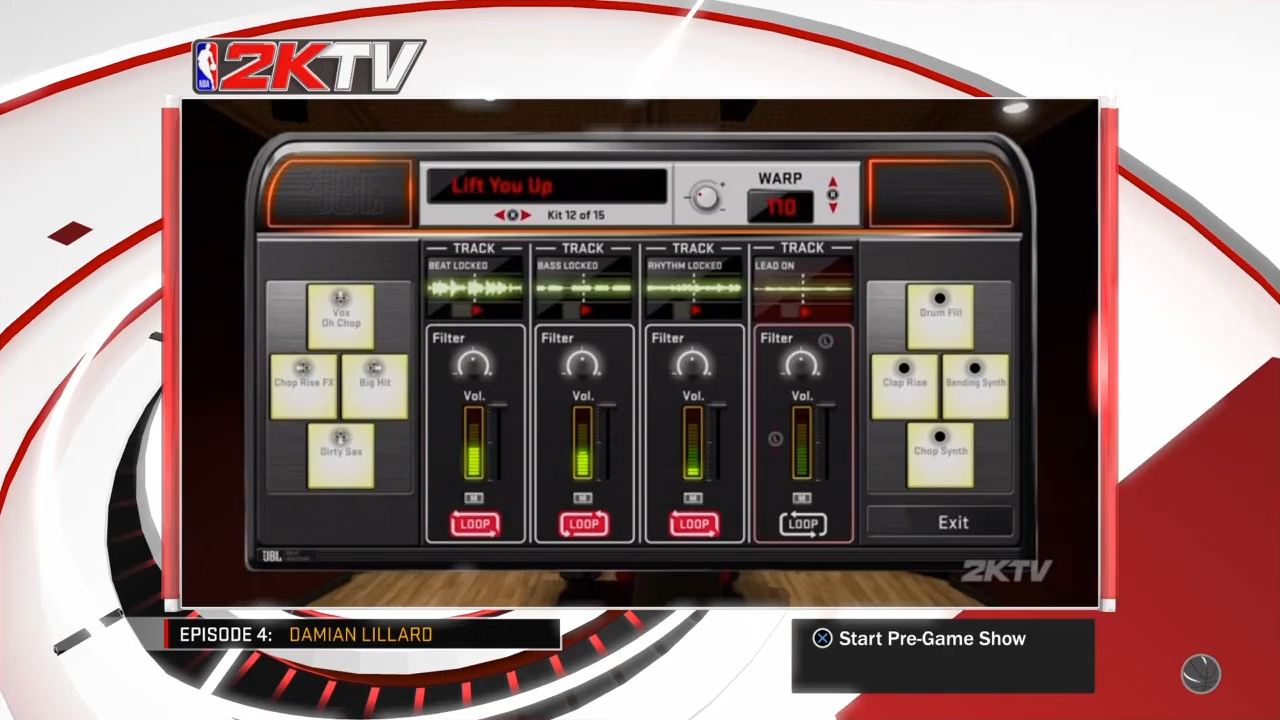 NBA 2KTV
JBL
Lift You Up
Kit 12 of 15
R
WARP
110
R
TRACK
BEAT LOCKED
TRACK
BASS LOCKED
TRACK
RHYTHM LOCKED
TRACK
LEAD ON
Vox
Oh Chop
Chop Rise FX
Big Hit
Dirty Sax
Filter
Vol.
M
LOOP
Filter
Vol.
M
LOOP
Filter
Vol.
M
LOOP
Filter
L
Vol.
L
M
LOOP
Drum Fill
Clap Rise
Bending Synth
Chop Synth
Exit
JBL
2KTV
EPISODE 4: DAMIAN LILLARD
Start Pre-Game Show